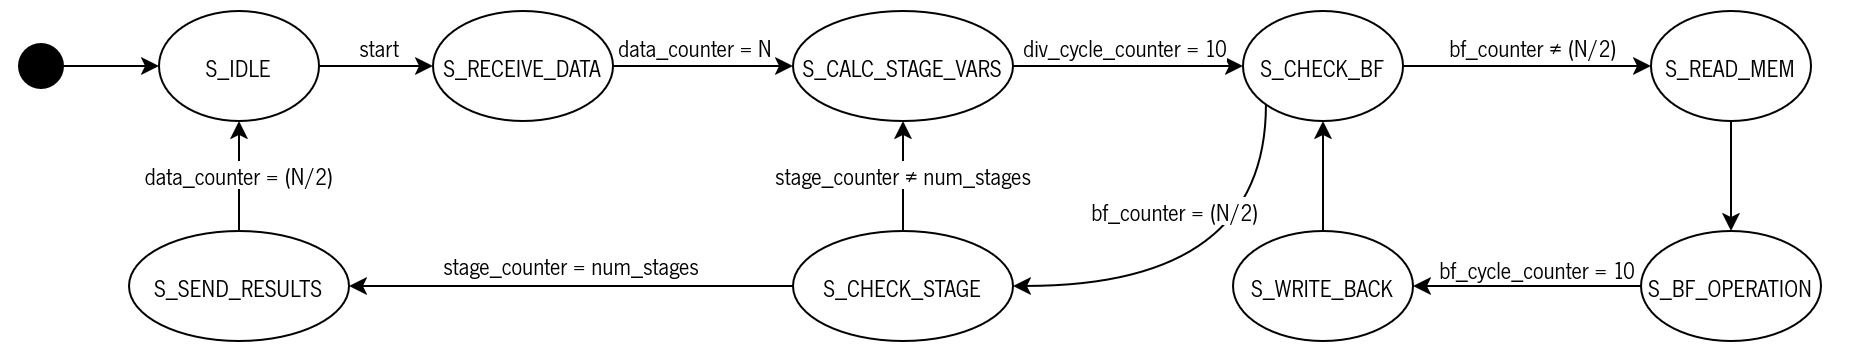 start
data_counter = N
div_cycle_counter = 10
bf_counter ≠ (N/2)
S_IDLE
S_RECEIVE_DATA
S_CALC_STAGE_VARS
S_CHECK_BF
S_READ_MEM
data_counter = (N/2)
stage_counter ≠ num_stages
bf_counter = (N/2)
stage_counter = num_stages
bf_cycle_counter = 10
S_SEND_RESULTS
S_CHECK_STAGE
S_WRITE_BACK
S_BF_OPERATION